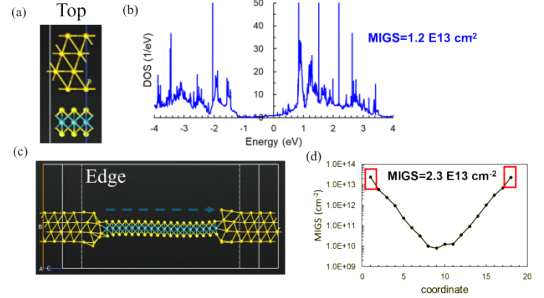 (a)
Top
P
(b)
MIGS=1.2 E13 cm²
DOS (1/eV)
50
40
30
20
10
0
-4 -3 -2 -1 0 1 2 3 4
Energy (eV)
(c)
Edge
B
A C
(d)
MIGS=2.3 E13 cm⁻²
MIGS (cm⁻²)
1.0E+14
1.0E+13
1.0E+12
1.0E+11
1.0E+10
1.0E+09
0 5 10 15 20
coordinate